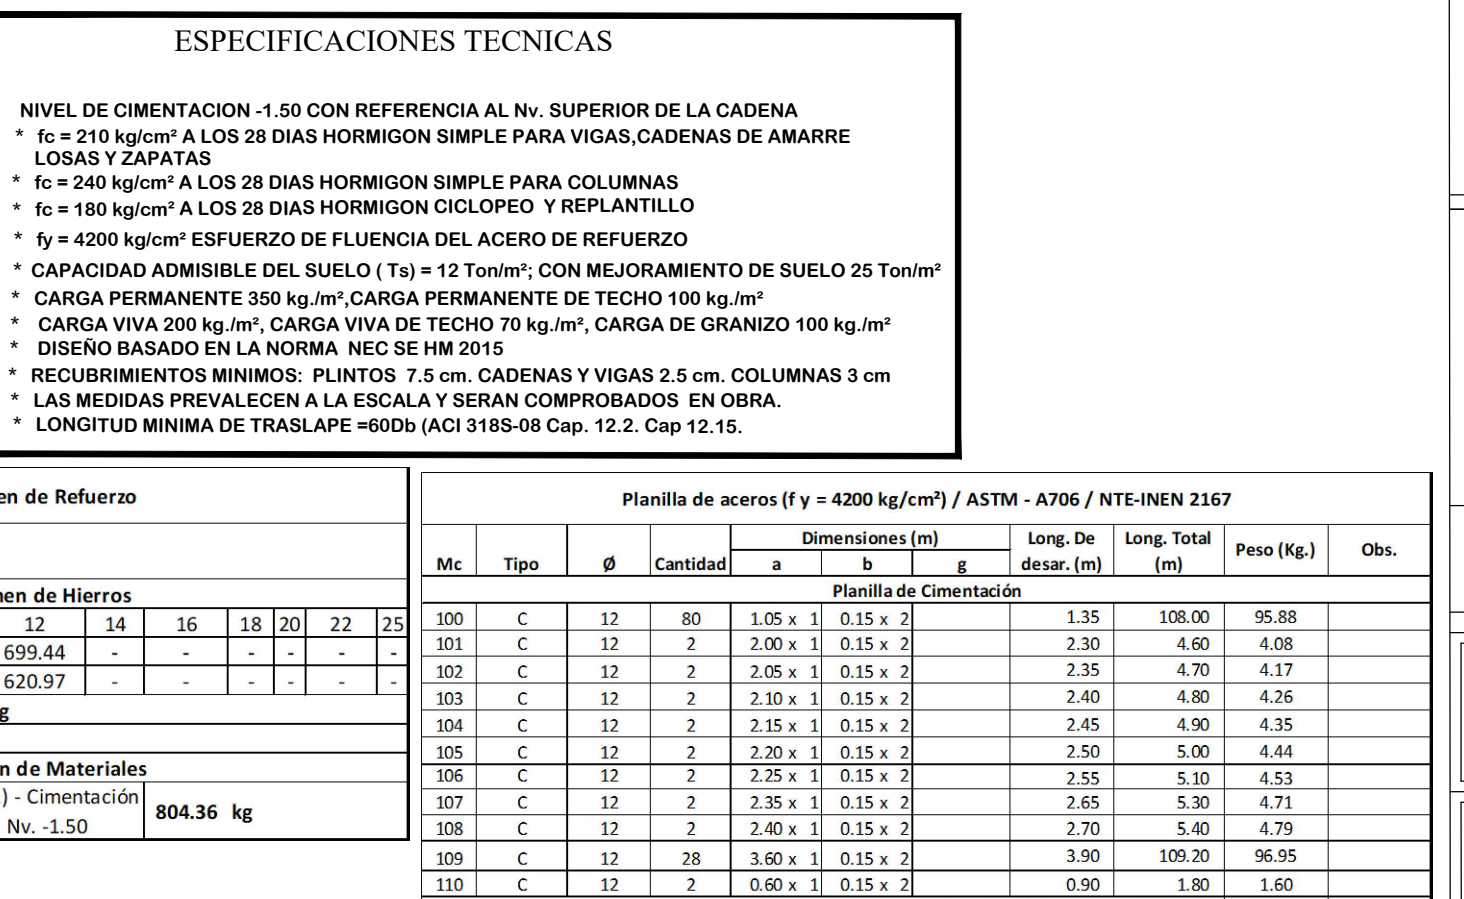 ESPECIFICACIONES TECNICAS
NIVEL DE CIMENTACION -1.50 CON REFERENCIA AL Nv. SUPERIOR DE LA CADENA
* fc = 210 kg/cm² A LOS 28 DIAS HORMIGON SIMPLE PARA VIGAS,CADENAS DE AMARRE
LOSAS Y ZAPATAS
* fc = 240 kg/cm² A LOS 28 DIAS HORMIGON SIMPLE PARA COLUMNAS
* fc = 180 kg/cm² A LOS 28 DIAS HORMIGON CICLOPEO Y REPLANTILLO
* fy = 4200 kg/cm² ESFUERZO DE FLUENCIA DEL ACERO DE REFUERZO
* CAPACIDAD ADMISIBLE DEL SUELO ( Ts) = 12 Ton/m²; CON MEJORAMIENTO DE SUELO 25 Ton/m²
* CARGA PERMANENTE 350 kg./m²,CARGA PERMANENTE DE TECHO 100 kg./m²
* CARGA VIVA 200 kg./m², CARGA VIVA DE TECHO 70 kg./m², CARGA DE GRANIZO 100 kg./m²
* DISEÑO BASADO EN LA NORMA NEC SE HM 2015
* RECUBRIMIENTOS MINIMOS: PLINTOS 7.5 cm. CADENAS Y VIGAS 2.5 cm. COLUMNAS 3 cm
* LAS MEDIDAS PREVALECEN A LA ESCALA Y SERAN COMPROBADOS EN OBRA.
* LONGITUD MINIMA DE TRASLAPE =60Db (ACI 318S-08 Cap. 12.2. Cap 12.15.
en de Refuerzo
men de Hierros
12 14 16 18 20 22 25
699.44 - - - - - -
620.97 - - - - - -
g
n de Materiales
) - Cimentación
Nv. -1.50
804.36 kg
Planilla de aceros (f y = 4200 kg/cm²) / ASTM - A706 / NTE-INEN 2167
Mc Tipo Ø Cantidad Dimensiones (m) Long. De Long. Total Peso (Kg.) Obs.
a b g desar. (m) (m)
Planilla de Cimentación
100 C 12 80 1.05 x 1 0.15 x 2 1.35 108.00 95.88
101 C 12 2 2.00 x 1 0.15 x 2 2.30 4.60 4.08
102 C 12 2 2.05 x 1 0.15 x 2 2.35 4.70 4.17
103 C 12 2 2.10 x 1 0.15 x 2 2.40 4.80 4.26
104 C 12 2 2.15 x 1 0.15 x 2 2.45 4.90 4.35
105 C 12 2 2.20 x 1 0.15 x 2 2.50 5.00 4.44
106 C 12 2 2.25 x 1 0.15 x 2 2.55 5.10 4.53
107 C 12 2 2.35 x 1 0.15 x 2 2.65 5.30 4.71
108 C 12 2 2.40 x 1 0.15 x 2 2.70 5.40 4.79
109 C 12 28 3.60 x 1 0.15 x 2 3.90 109.20 96.95
110 C 12 2 0.60 x 1 0.15 x 2 0.90 1.80 1.60